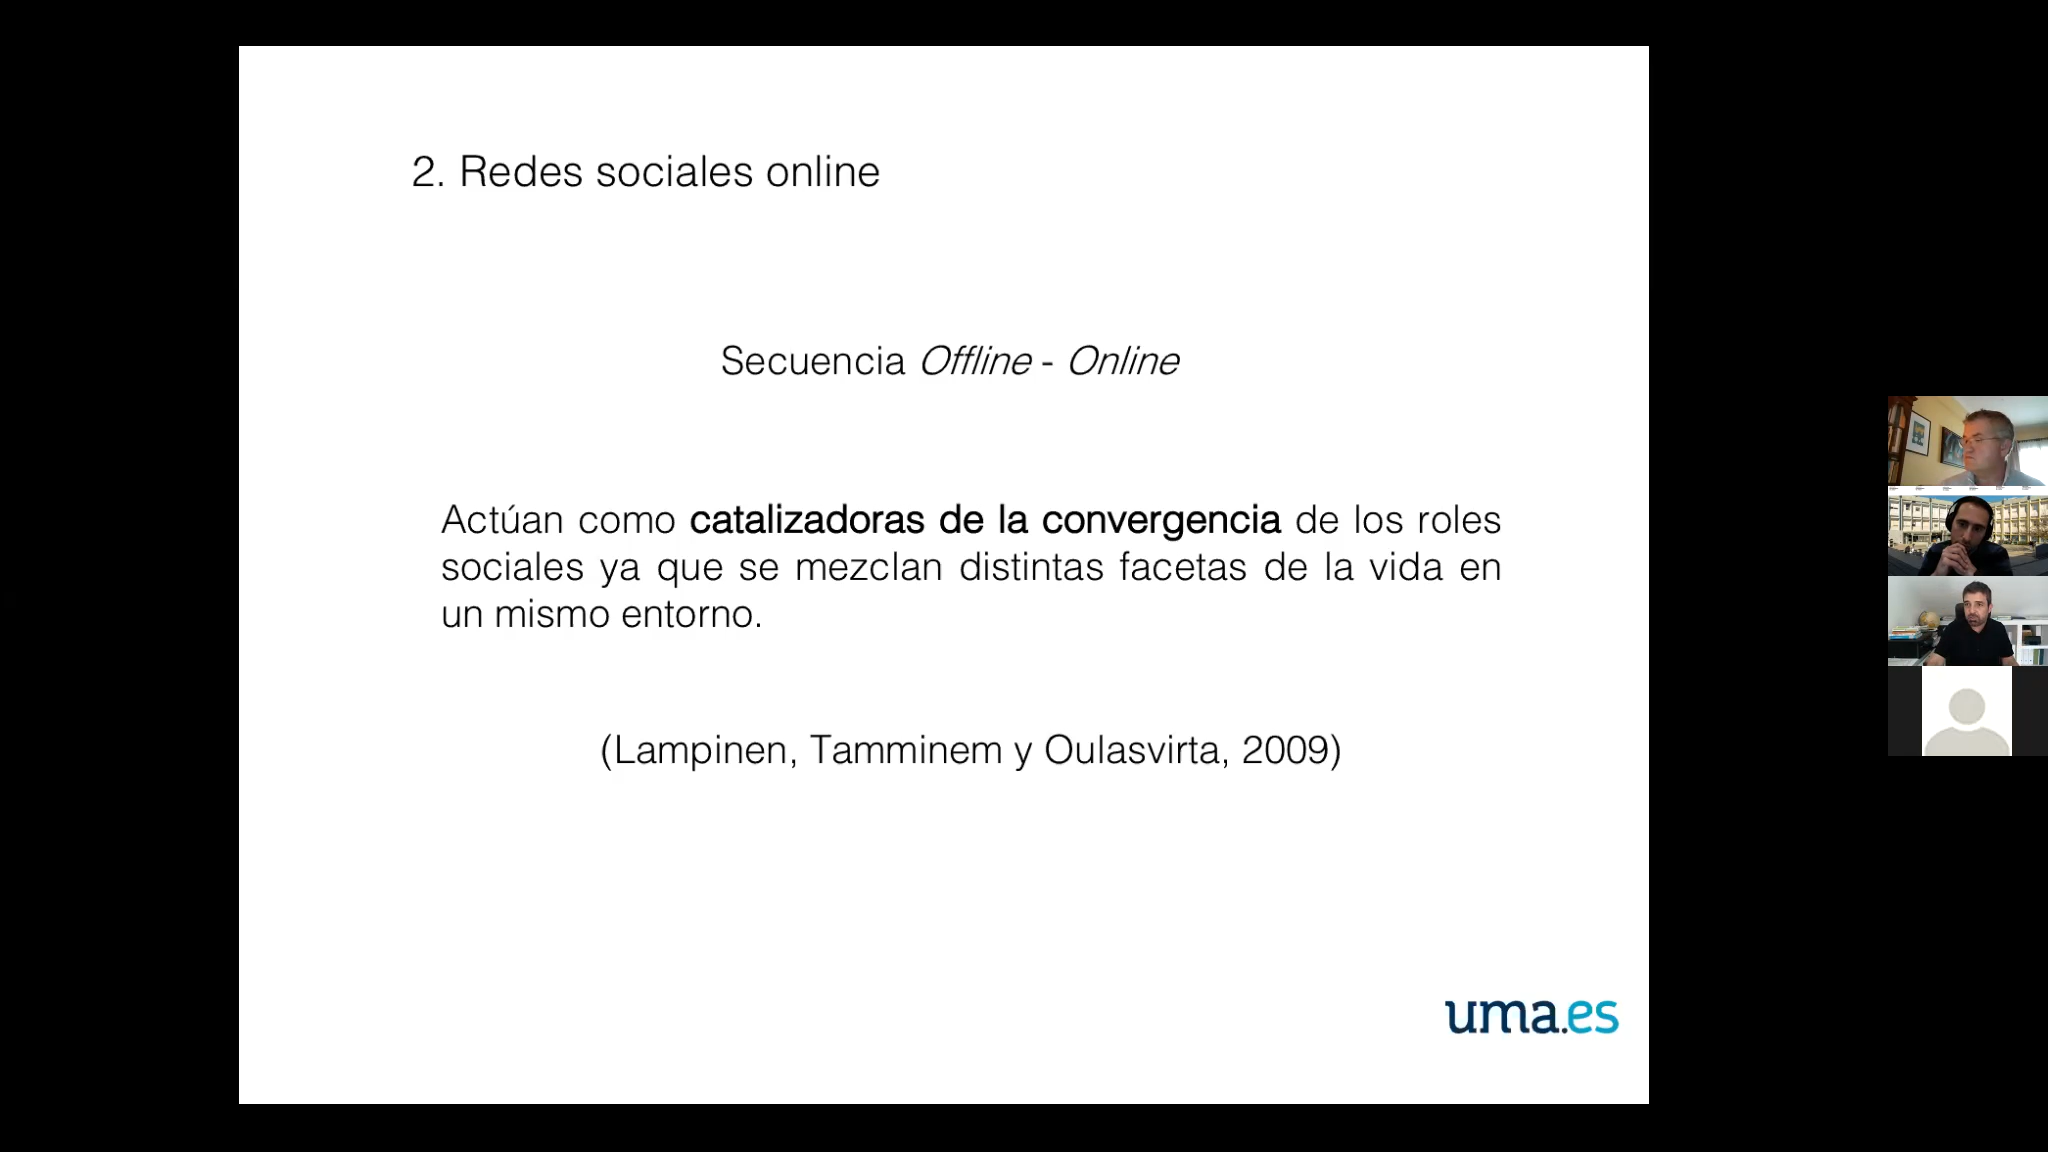 2. Redes sociales online
Secuencia Offline - Online
Actúan como catalizadoras de la convergencia de los roles
sociales ya que se mezclan distintas facetas de la vida en
un mismo entorno.
(Lampinen, Tamminem y Oulasvirta, 2009)
uma.es